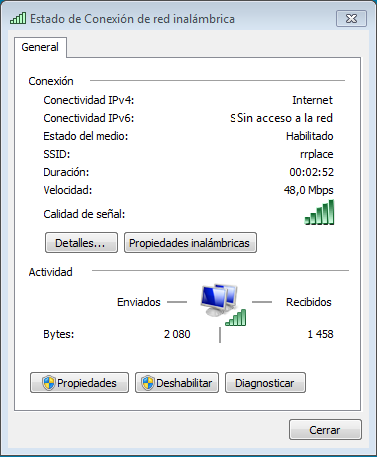 Estado de Conexión de red inalámbrica
General
Conexión
Conectividad IPv4: Internet
Conectividad IPv6: SSin acceso a la red
Estado del medio: Habilitado
SSID: rrplace
Duración: 00:02:52
Velocidad: 48,0 Mbps
Calidad de señal:
Detalles... Propiedades inalámbricas
Actividad
Enviados Recibidos
Bytes: 2 080 1 458
Propiedades Deshabilitar Diagnosticar
Cerrar